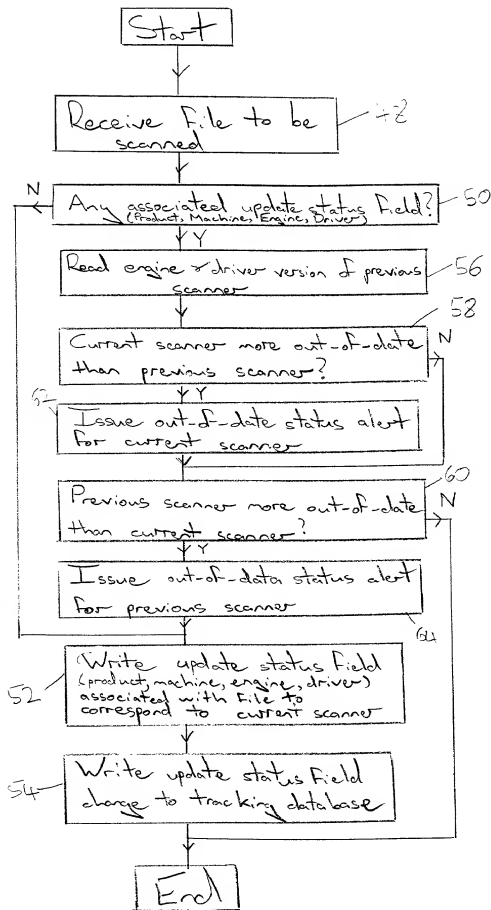 Start
Receive file to be
scanned
48
N
Any associated update status field?
(Product, Machine, Engine, Driver)
50
Y
Read engine & driver version of previous
scanner
56
58
Current scanner more out-of-date
than previous scanner?
N
Y
Issue out-of-date status alert
for current scanner
60
Previous scanner more out-of-date
than current scanner?
N
Y
Issue out-of-data status alert
for previous scanner
64
52
Write update status field
(product, machine, engine, driver)
associated with file to
correspond to current scanner
54
Write update status field
change to tracking database
End